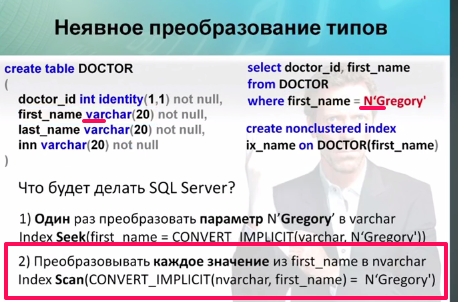 Неявное преобразование типов
create table DOCTOR
(
doctor_id int identity(1,1) not null,
first_name varchar(20) not null,
last_name varchar(20) not null,
inn varchar(20) not null
)
select doctor_id, first_name
from DOCTOR
where first_name = N‘Gregory'
create nonclustered index
ix_name on DOCTOR(first_name)
Что будет делать SQL Server?
1) Один раз преобразовать параметр N’Gregory’ в varchar
Index Seek(first_name = CONVERT_IMPLICIT(varchar, N‘Gregory'))
2) Преобразовывать каждое значение из first_name в nvarchar
Index Scan(CONVERT_IMPLICIT(nvarchar, first_name) = N‘Gregory')